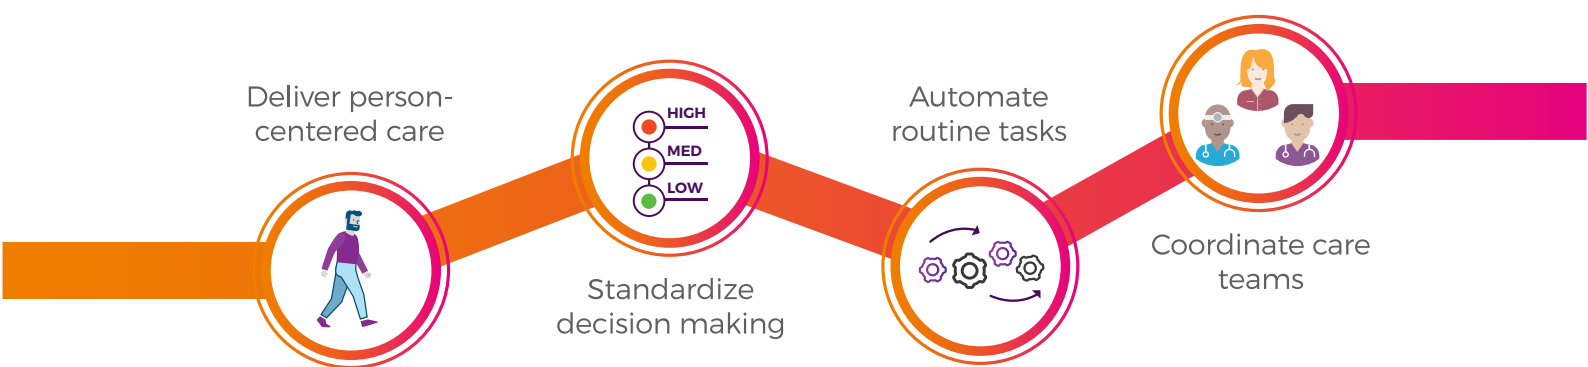 Deliver person-
centered care
HIGH
MED
LOW
Standardize
decision making
Automate
routine tasks
Coordinate care
teams